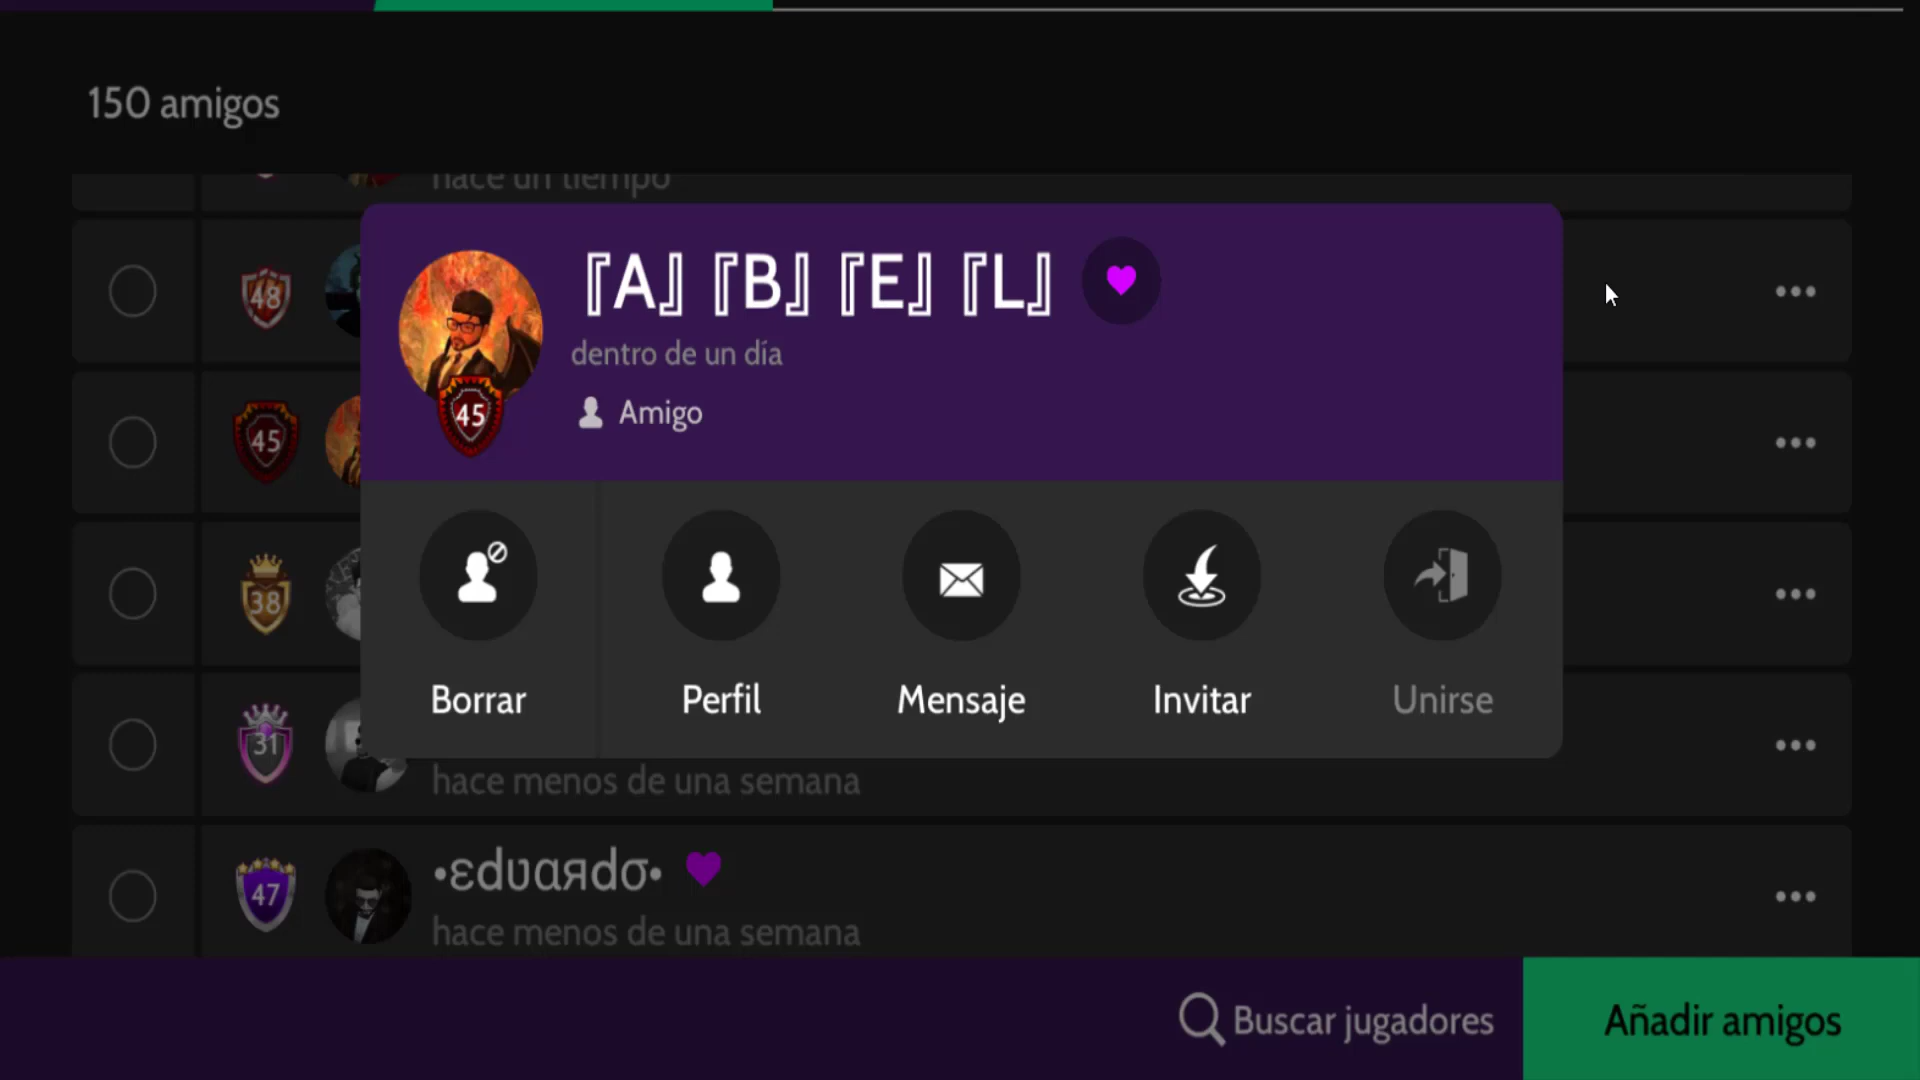 150 amigos
hace un tiempo
48
『A』『B』『E』『L』
dentro de un día
45
Amigo
45
38
Borrar
Perfil
Mensaje
Invitar
Unirse
31
hace menos de una semana
•εdυαяdσ•
47
hace menos de una semana
Buscar jugadores
Añadir amigos